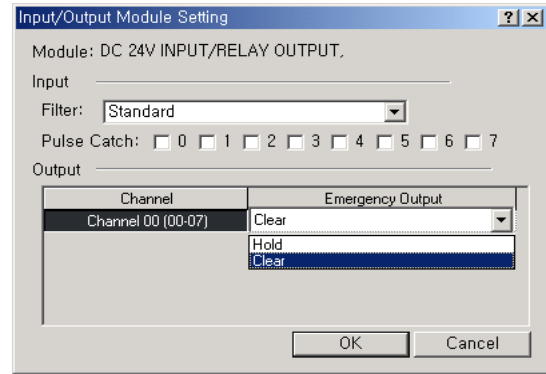 Input/Output Module Setting
Module: DC 24V INPUT/RELAY OUTPUT,
Input
Filter: Standard
Pulse Catch: 0 1 2 3 4 5 6 7
Output
Channel Emergency Output
Channel 00 (00-07) Clear
Hold
Clear
OK Cancel